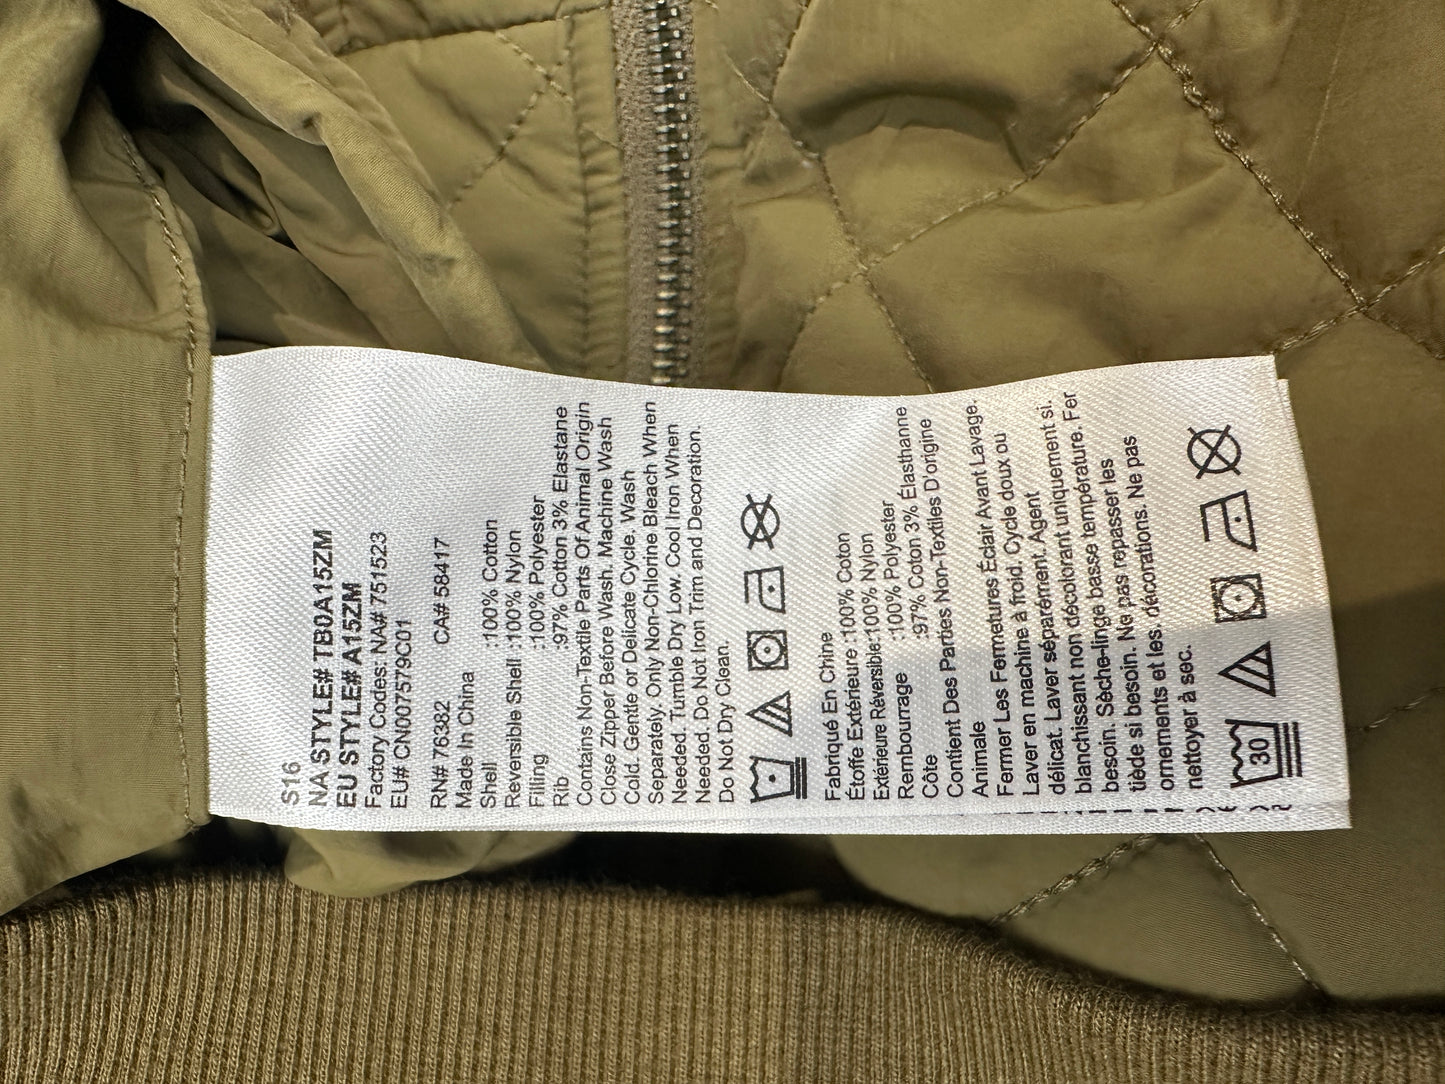 S16
NA STYLE# TB0A15ZM
EU STYLE# A15ZM
Factory Codes: NA# 751523
EU# CN007579C01
RN# 76382 CA# 58417
Made In China
Shell :100% Cotton
Reversible Shell :100% Nylon
Filling :100% Polyester
Rib :97% Cotton 3% Elastane
Contains Non-Textile Parts Of Animal Origin
Close Zipper Before Wash. Machine Wash
Cold. Gentle or Delicate Cycle. Wash
Separately. Only Non-Chlorine Bleach When
Needed. Tumble Dry Low. Cool Iron When
Needed. Do Not Iron Trim and Decoration.
Do Not Dry Clean.
Fabriqué En Chine
Étoffe Extérieure :100% Coton
Extérieure Réversible:100% Nylon
Rembourrage :100% Polyester
Côte :97% Coton 3% Élasthanne
Contient Des Parties Non-Textiles D'origine
Animale
Fermer Les Fermetures Éclair Avant Lavage.
Laver en machine à froid. Cycle doux ou
délicat. Laver séparément. Agent
blanchissant non décolorant uniquement si.
besoin. Sèche-linge basse température. Fer
tiède si besoin. Ne pas repasser les
ornements et les décorations. Ne pas
nettoyer à sec.
30